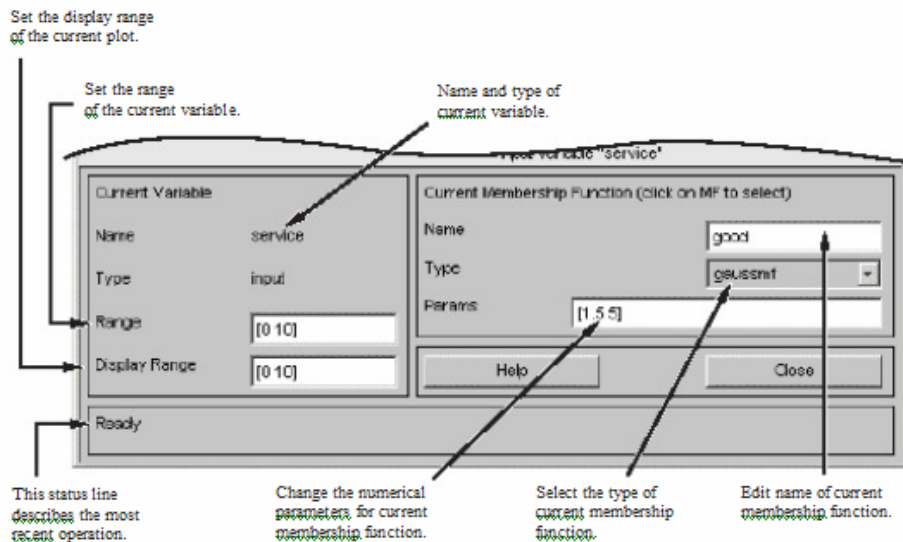 Set the display range
of the current plot.
Set the range
of the current variable.
Name and type of
current variable.
variable "service"
Current Variable
Name service
Type input
Range [0 10]
Display Range [0 10]
Current Membership Function (click on MF to select)
Name good
Type gaussmf
Params [1.5 5]
Help Close
Ready
This status line
describes the most
recent operation.
Change the numerical
parameters for current
membership function.
Select the type of
current membership
function.
Edit name of current
membership function.